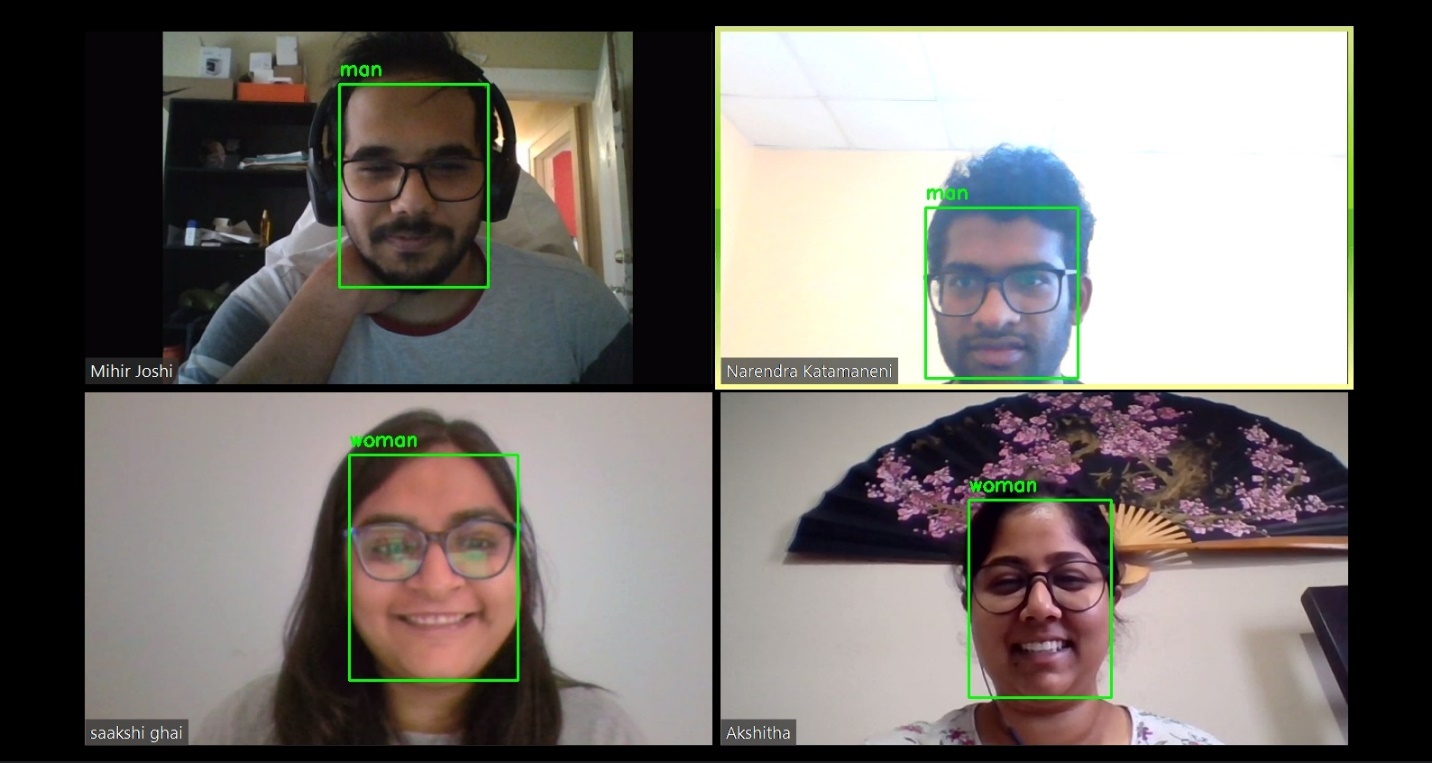 man
man
Mihir Joshi
Narendra Katamaneni
woman
woman
saakshi ghai
Akshitha